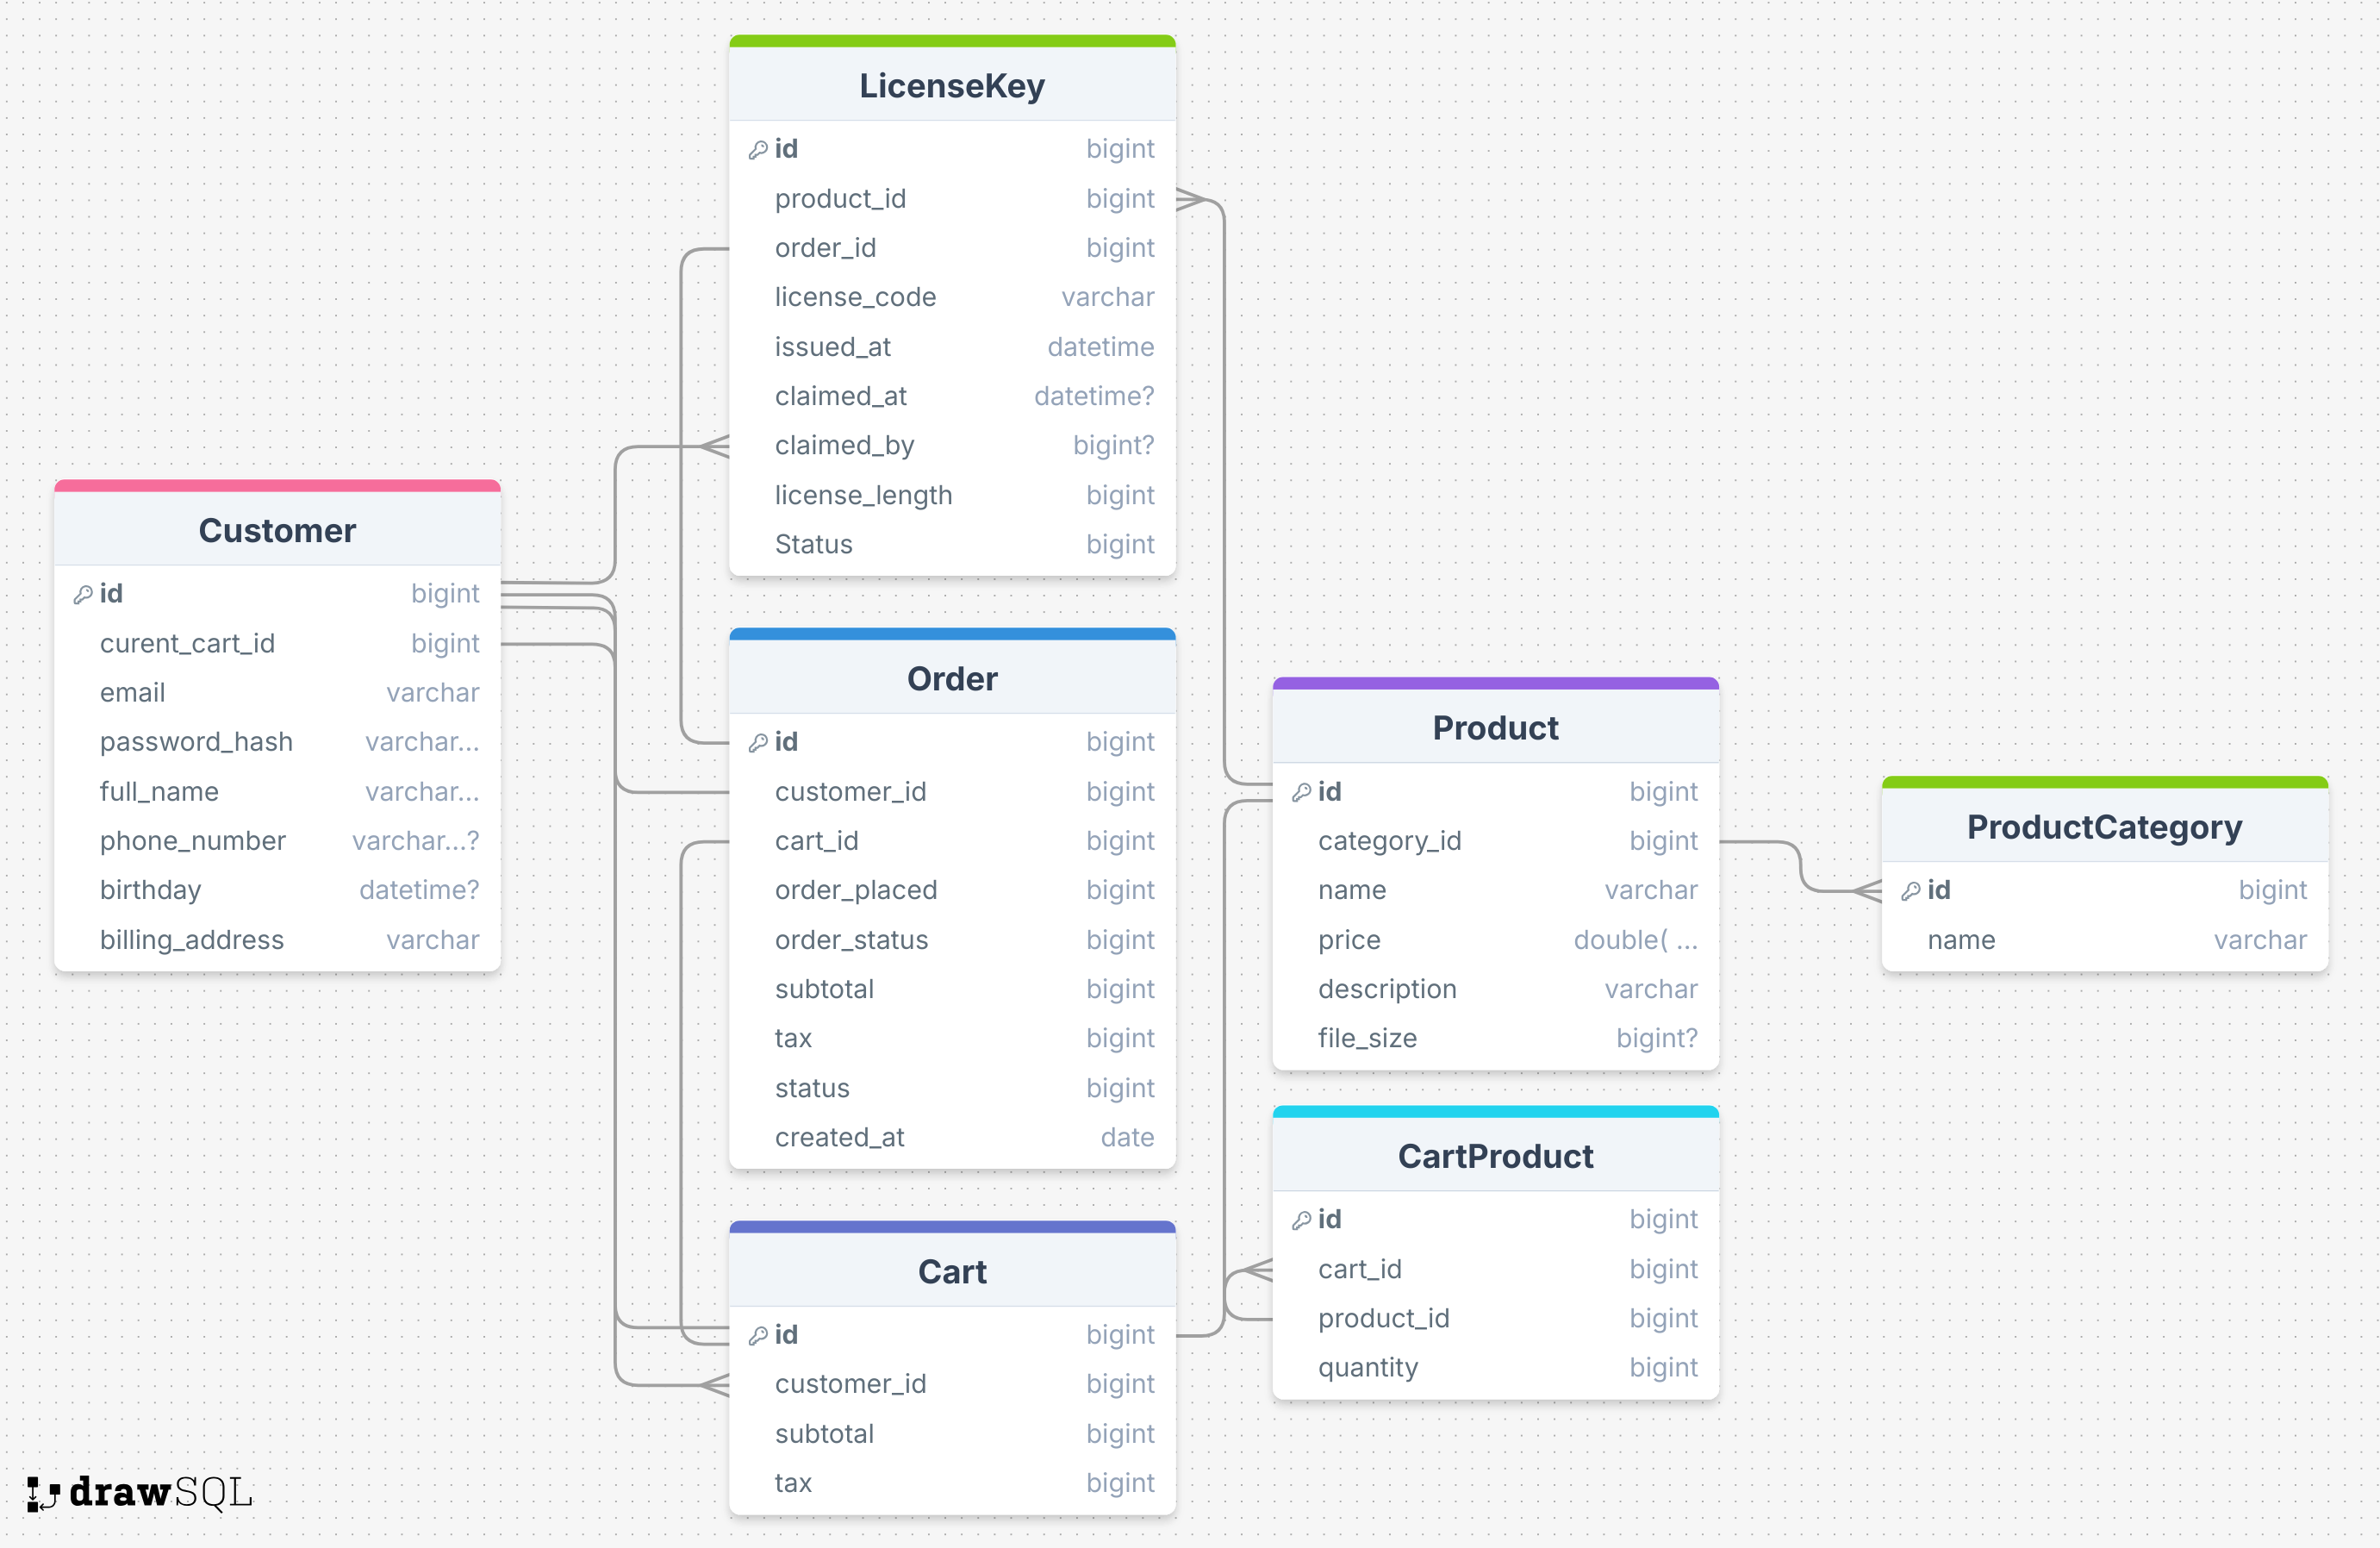 LicenseKey
id bigint
product_id bigint
order_id bigint
license_code varchar
issued_at datetime
claimed_at datetime?
claimed_by bigint?
license_length bigint
Status bigint
Customer
id bigint
curent_cart_id bigint
email varchar
password_hash varchar...
full_name varchar...
phone_number varchar...?
birthday datetime?
billing_address varchar
Order
id bigint
customer_id bigint
cart_id bigint
order_placed bigint
order_status bigint
subtotal bigint
tax bigint
status bigint
created_at date
Product
id bigint
category_id bigint
name varchar
price double( ...
description varchar
file_size bigint?
ProductCategory
id bigint
name varchar
CartProduct
id bigint
cart_id bigint
product_id bigint
quantity bigint
Cart
id bigint
customer_id bigint
subtotal bigint
tax bigint
drawSQL